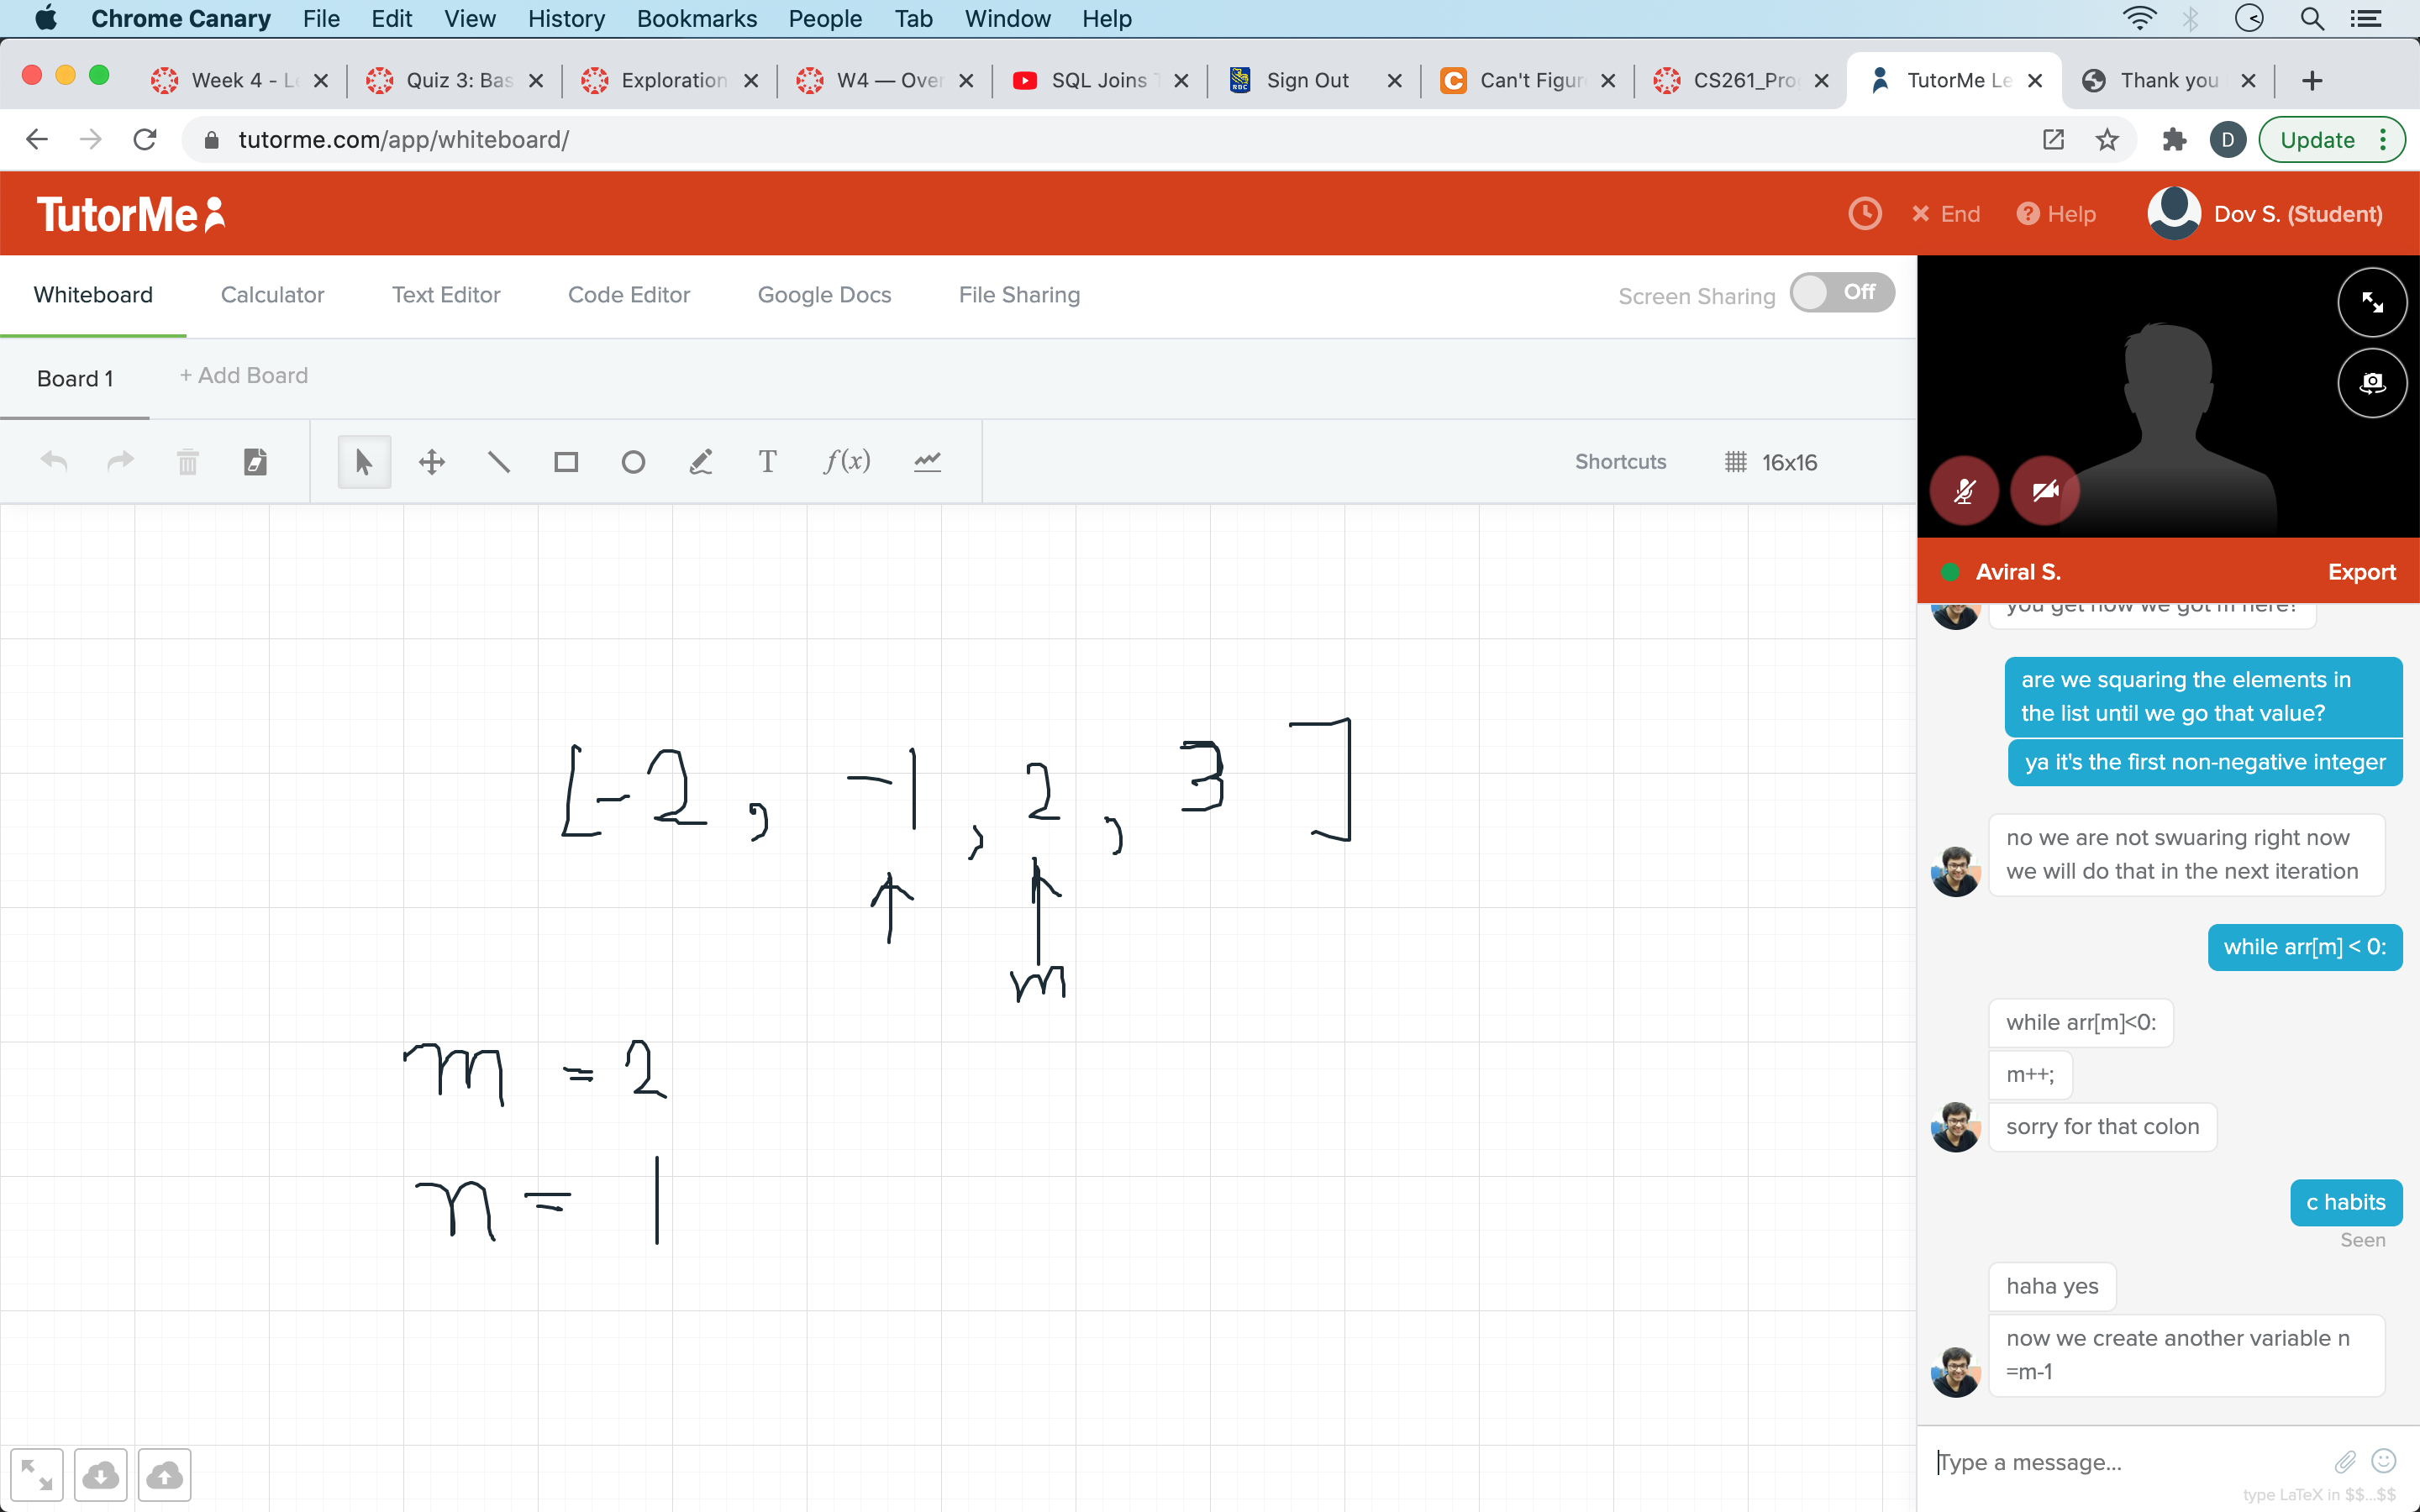 Chrome Canary File Edit View History Bookmarks People Tab Window Help
Week 4 - Le Quiz 3: Bas Exploration W4 — Over SQL Joins T Sign Out Can't Figur CS261_Pro TutorMe Le Thank you
tutorme.com/app/whiteboard/ D Update
TutorMe End Help Dov S. (Student)
Whiteboard Calculator Text Editor Code Editor Google Docs File Sharing Screen Sharing Off
Board 1 + Add Board
T f(x) Shortcuts 16x16
[-2, -1, 2, 3]
m
m = 2
n = 1
Aviral S. Export
you get how we got m here?
are we squaring the elements in
the list until we go that value?
ya it's the first non-negative integer
no we are not swuaring right now
we will do that in the next iteration
while arr[m] < 0:
while arr[m]<0:
m++;
sorry for that colon
c habits
Seen
haha yes
now we create another variable n
=m-1
Type a message...
type LaTeX in $$...$$